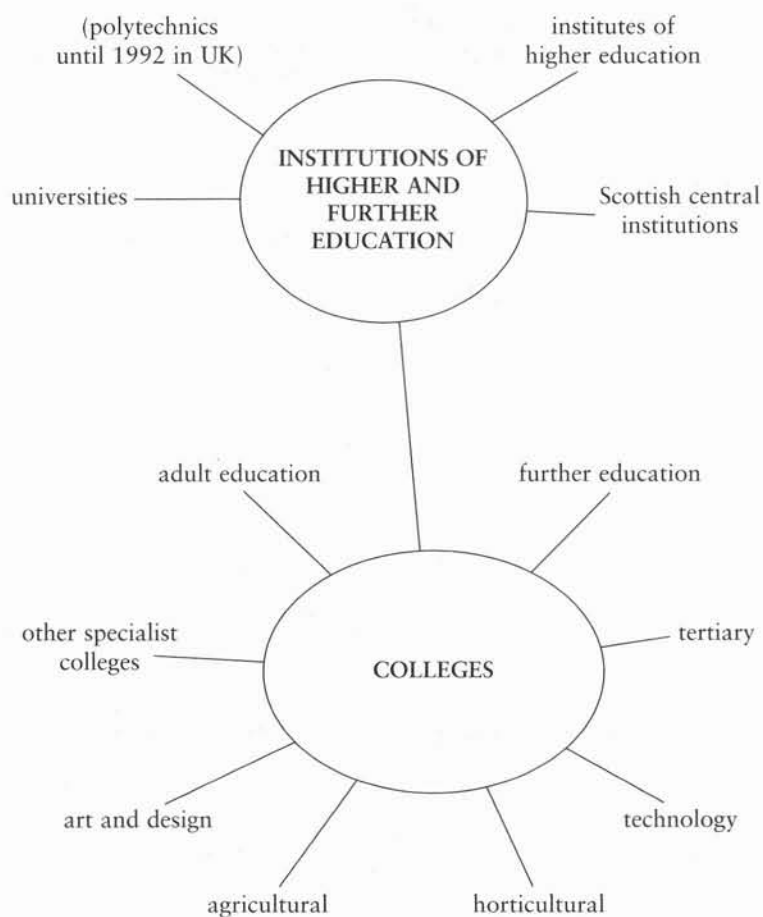 (polytechnics
until 1992 in UK)
institutes of
higher education
INSTITUTIONS OF
HIGHER AND
FURTHER
EDUCATION
universities
Scottish central
institutions
adult education
further education
other specialist
colleges
COLLEGES
tertiary
art and design
technology
agricultural
horticultural